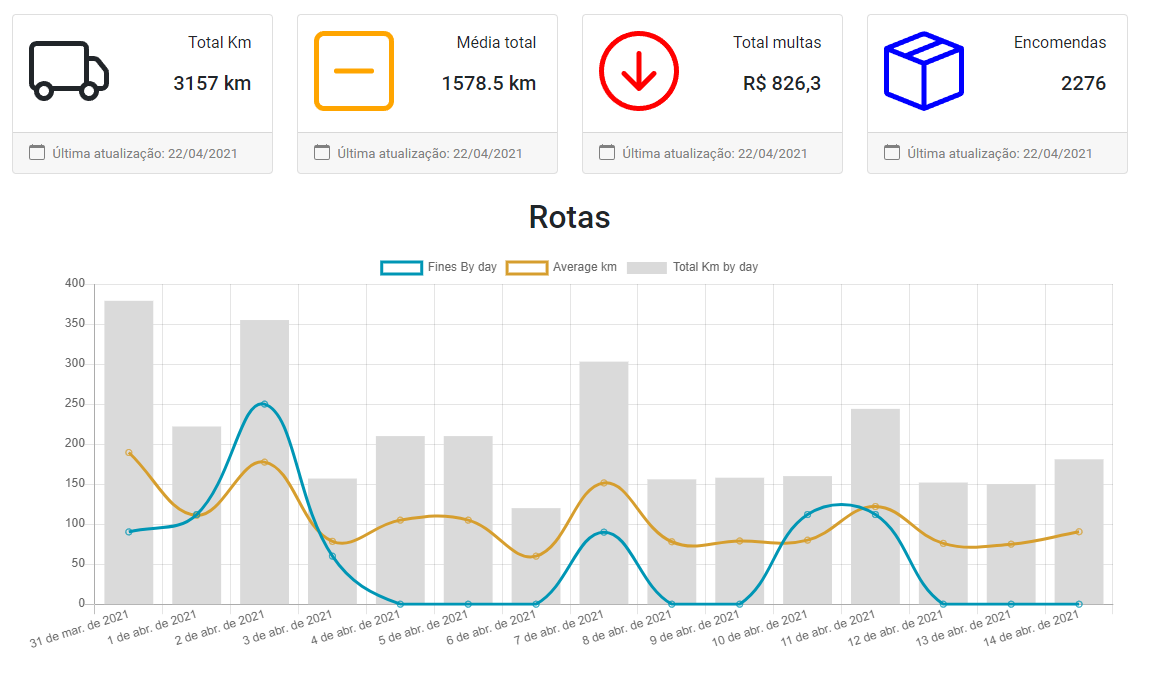 Total Km
3157 km
Última atualização: 22/04/2021
Média total
1578.5 km
Última atualização: 22/04/2021
Total multas
R$ 826,3
Última atualização: 22/04/2021
Encomendas
2276
Última atualização: 22/04/2021
Rotas
Fines By day Average km Total Km by day
400
350
300
250
200
150
100
50
0
31 de mar. de 2021
1 de abr. de 2021
2 de abr. de 2021
3 de abr. de 2021
4 de abr. de 2021
5 de abr. de 2021
6 de abr. de 2021
7 de abr. de 2021
8 de abr. de 2021
9 de abr. de 2021
10 de abr. de 2021
11 de abr. de 2021
12 de abr. de 2021
13 de abr. de 2021
14 de abr. de 2021